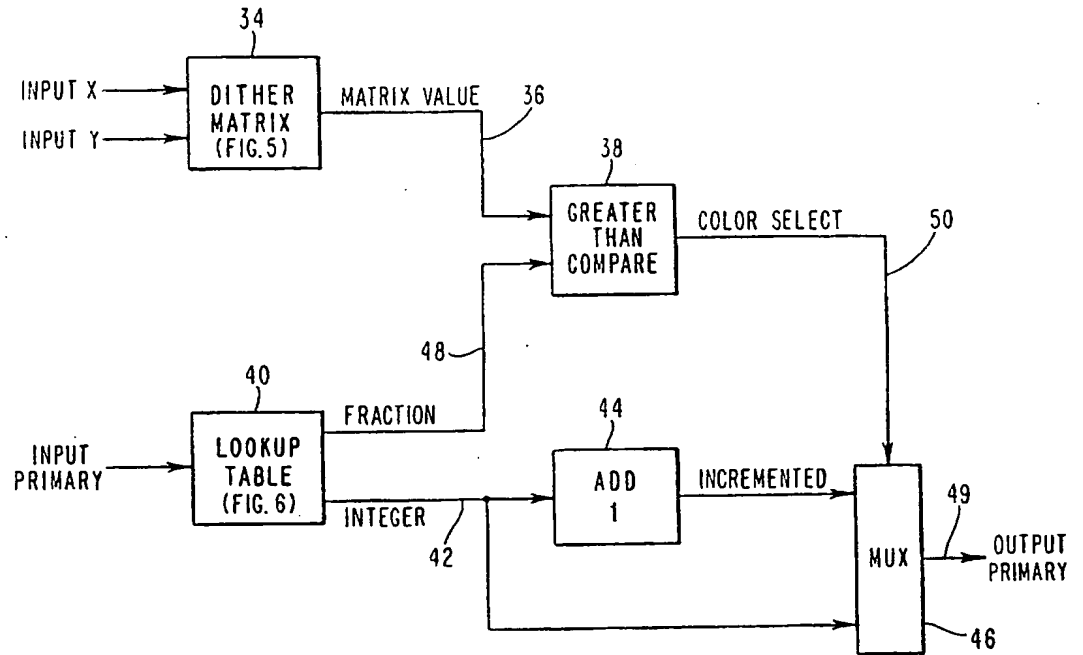 34
INPUT X
INPUT Y
DITHER
MATRIX
(FIG.5)
MATRIX VALUE
36
38
GREATER
THAN
COMPARE
COLOR SELECT
50
48
40
INPUT
PRIMARY
LOOKUP
TABLE
(FIG. 6)
FRACTION
INTEGER
42
44
ADD
1
INCREMENTED
MUX
49
OUTPUT
PRIMARY
46